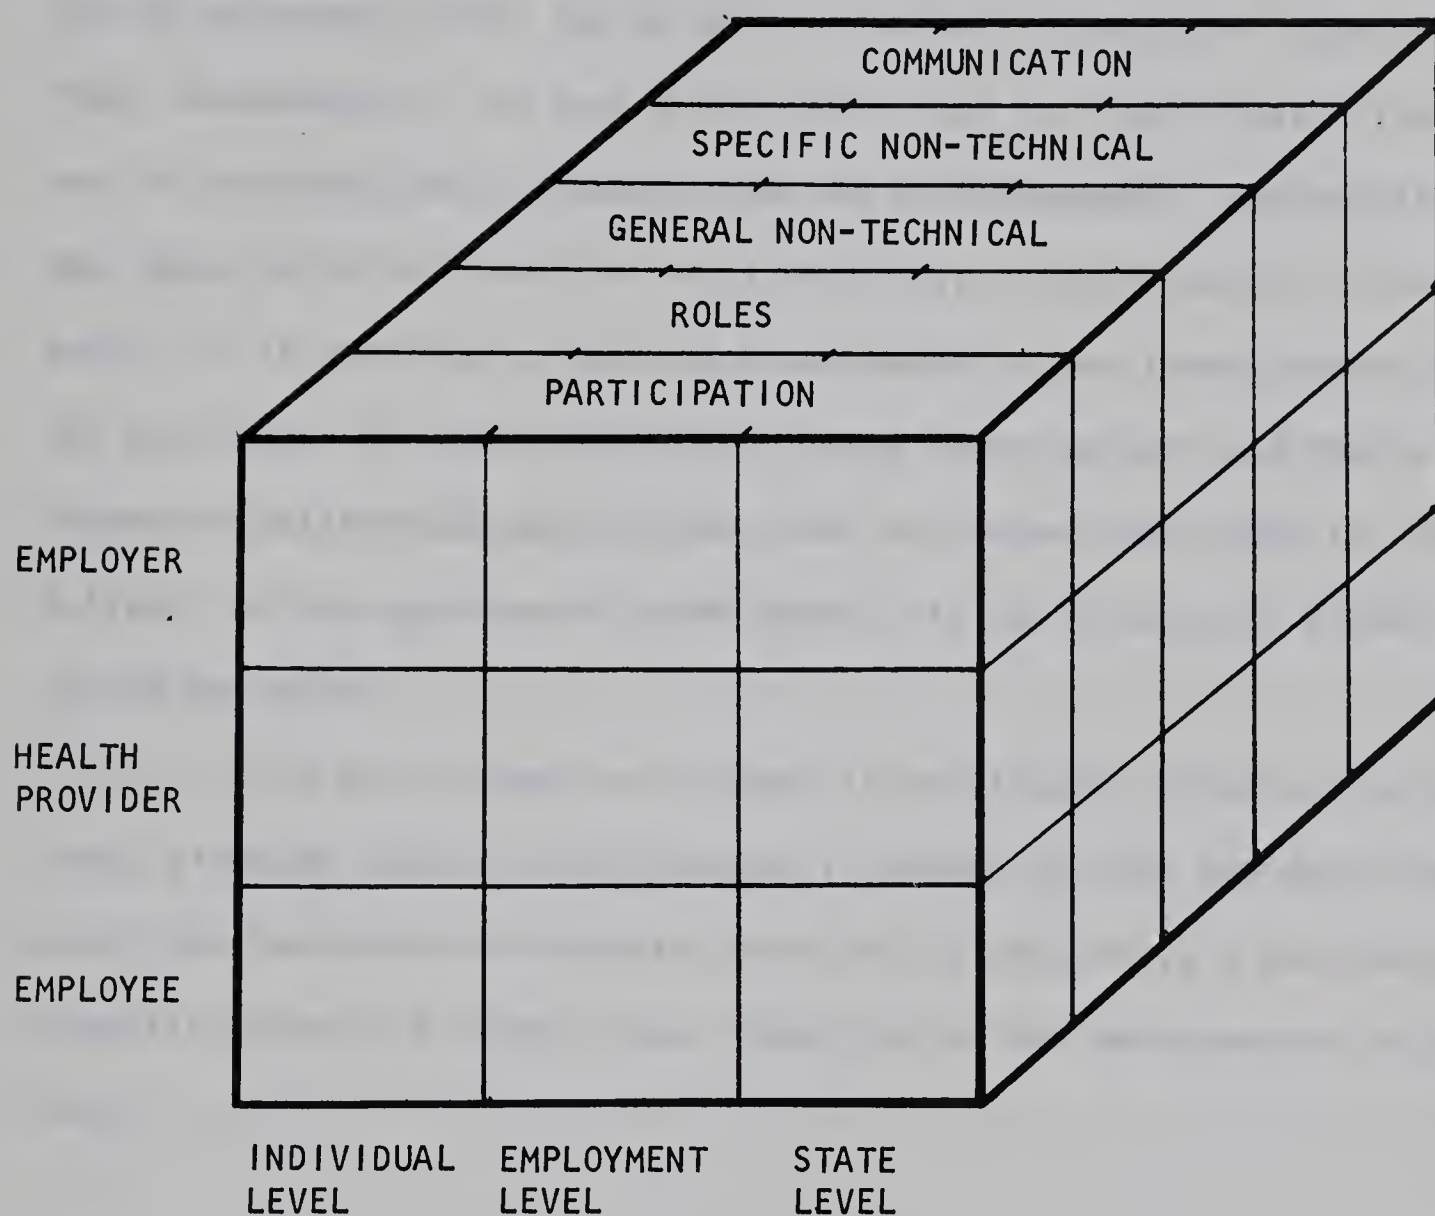 COMMUNICATION
SPECIFIC NON-TECHNICAL
GENERAL NON-TECHNICAL
ROLES
PARTICIPATION
EMPLOYER
HEALTH
PROVIDER
EMPLOYEE
INDIVIDUAL
LEVEL
EMPLOYMENT
LEVEL
STATE
LEVEL